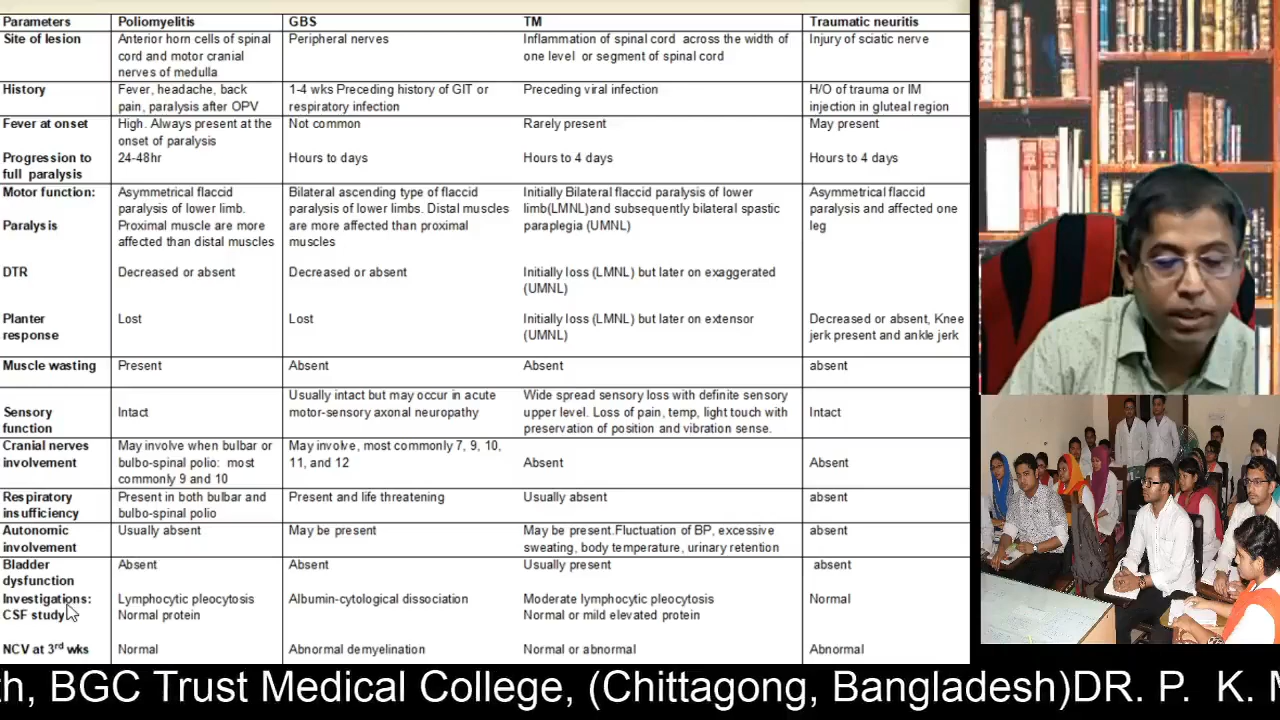 Parameters Poliomyelitis GBS TM Traumatic neuritis
Site of lesion
Anterior horn cells of spinal
cord and motor cranial
nerves of medulla
Peripheral nerves
Inflammation of spinal cord across the width of
one level or segment of spinal cord
Injury of sciatic nerve
History
Fever, headache, back
pain, paralysis after OPV
1-4 wks Preceding history of GIT or
respiratory infection
Preceding viral infection
H/O of trauma or IM
injection in gluteal region
Fever at onset
High. Always present at the
onset of paralysis
Not common
Rarely present
May present
Progression to
full paralysis
24-48hr
Hours to days
Hours to 4 days
Hours to 4 days
Motor function:
Paralysis
Asymmetrical flaccid
paralysis of lower limb.
Proximal muscle are more
affected than distal muscles
Bilateral ascending type of flaccid
paralysis of lower limbs. Distal muscles
are more affected than proximal
muscles
Initially Bilateral flaccid paralysis of lower
limb(LMNL)and subsequently bilateral spastic
paraplegia (UMNL)
Asymmetrical flaccid
paralysis and affected one
leg
DTR
Decreased or absent
Decreased or absent
Initially loss (LMNL) but later on exaggerated
(UMNL)
Planter
response
Lost
Lost
Initially loss (LMNL) but later on extensor
(UMNL)
Decreased or absent, Knee
jerk present and ankle jerk
Muscle wasting
Present
Absent
Absent
absent
Sensory
function
Intact
Usually intact but may occur in acute
motor-sensory axonal neuropathy
Wide spread sensory loss with definite sensory
upper level. Loss of pain, temp, light touch with
preservation of position and vibration sense.
Intact
Cranial nerves
involvement
May involve when bulbar or
bulbo-spinal polio: most
commonly 9 and 10
May involve, most commonly 7, 9, 10,
11, and 12
Absent
Absent
Respiratory
insufficiency
Present in both bulbar and
bulbo-spinal polio
Present and life threatening
Usually absent
absent
Autonomic
involvement
Usually absent
May be present
May be present.Fluctuation of BP, excessive
sweating, body temperature, urinary retention
absent
Bladder
dysfunction
Absent
Absent
Usually present
absent
Investigations:
CSF study
Lymphocytic pleocytosis
Normal protein
Albumin-cytological dissociation
Moderate lymphocytic pleocytosis
Normal or mild elevated protein
Normal
NCV at 3rd wks
Normal
Abnormal demyelination
Normal or abnormal
Abnormal
th, BGC Trust Medical College, (Chittagong, Bangladesh)DR. P. K. M